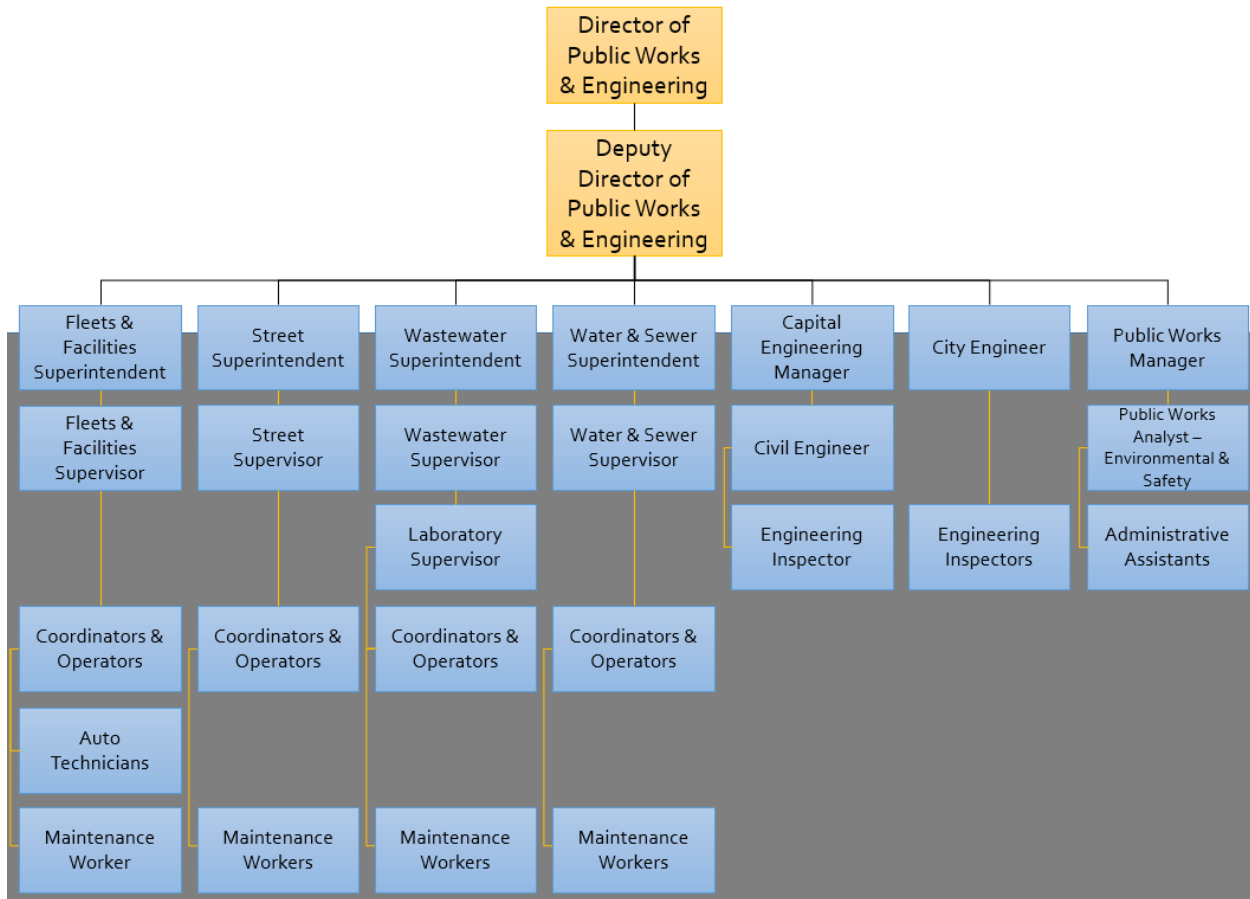 Director of
Public Works
& Engineering
Deputy
Director of
Public Works
& Engineering
Fleets &
Facilities
Superintendent
Street
Superintendent
Wastewater
Superintendent
Water & Sewer
Superintendent
Capital
Engineering
Manager
City Engineer
Public Works
Manager
Fleets &
Facilities
Supervisor
Street
Supervisor
Wastewater
Supervisor
Water & Sewer
Supervisor
Civil Engineer
Public Works
Analyst –
Environmental &
Safety
Laboratory
Supervisor
Engineering
Inspector
Engineering
Inspectors
Administrative
Assistants
Coordinators &
Operators
Coordinators &
Operators
Coordinators &
Operators
Coordinators &
Operators
Auto
Technicians
Maintenance
Worker
Maintenance
Workers
Maintenance
Workers
Maintenance
Workers